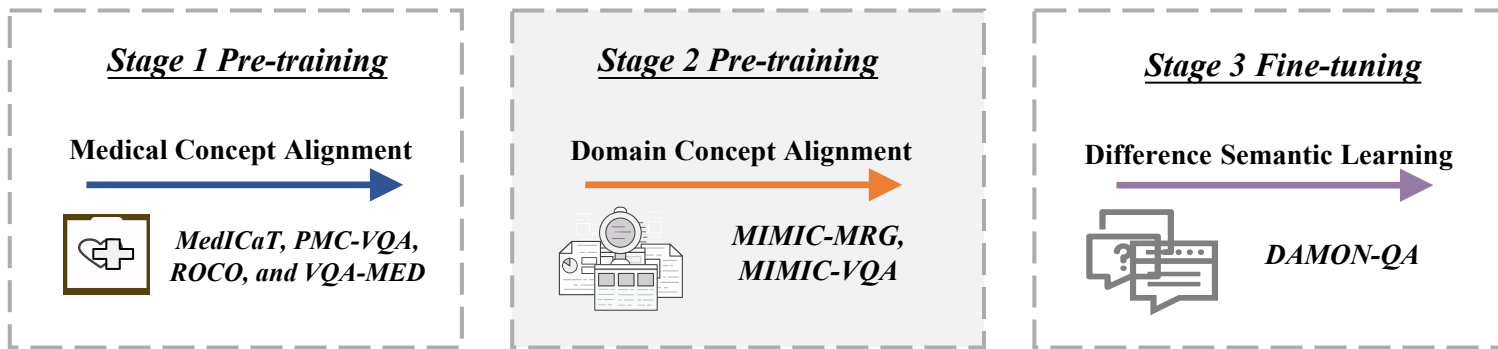 Stage 1 Pre-training
Medical Concept Alignment
MedICaT, PMC-VQA,
ROCO, and VQA-MED
Stage 2 Pre-training
Domain Concept Alignment
MIMIC-MRG,
MIMIC-VQA
Stage 3 Fine-tuning
Difference Semantic Learning
?
DAMON-QA